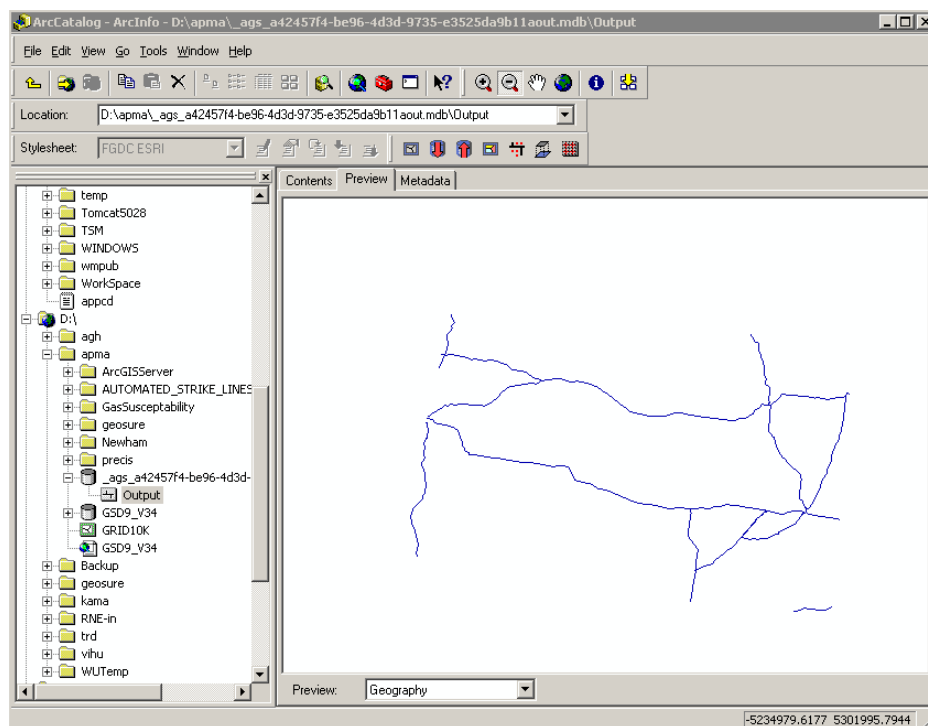 ArcCatalog - ArcInfo - D:\apma\_ags_a42457f4-be96-4d3d-9735-e3525da9b11aout.mdb\Output
File Edit View Go Tools Window Help
Location: D:\apma\_ags_a42457f4-be96-4d3d-9735-e3525da9b11aout.mdb\Output
Stylesheet: FGDC ESRI
Contents Preview Metadata
temp
Tomcat5028
TSM
WINDOWS
wmpub
WorkSpace
appcd
D:\
agh
apma
ArcGISServer
AUTOMATED_STRIKE_LINES
GasSusceptability
geosure
Newham
precis
_ags_a42457f4-be96-4d3d-
Output
GSD9_V34
GRID10K
GSD9_V34
Backup
geosure
kama
RNE-in
trd
vihu
WUTemp
Preview: Geography
-5234979.6177 5301995.7944